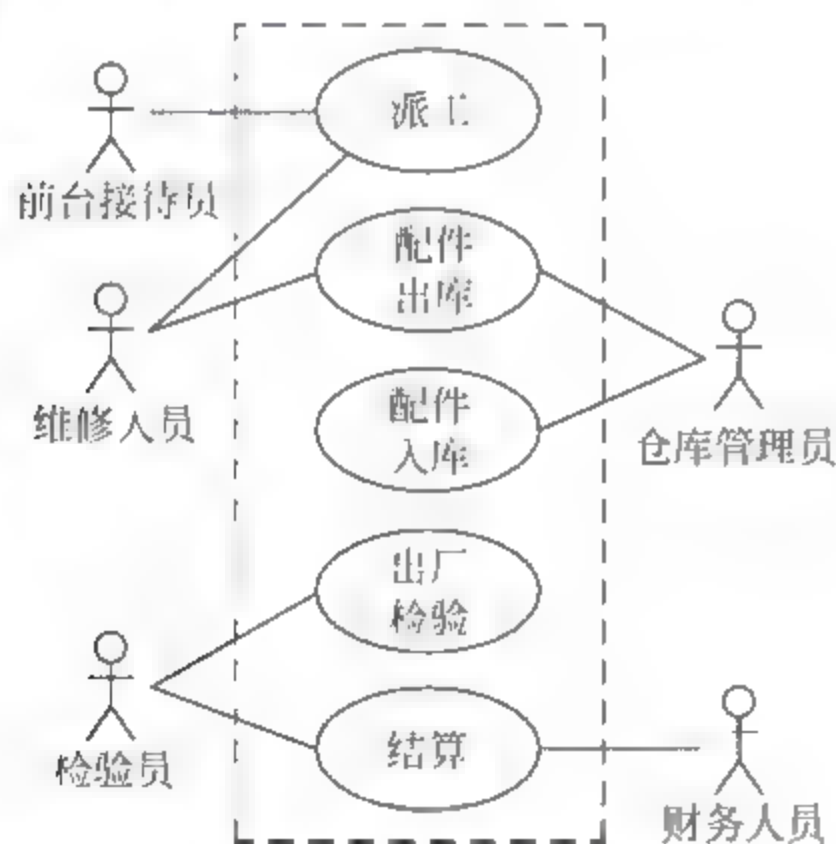 派工
前台接待员
配件
出库
维修人员
配件
入库
仓库管理员
出厂
检验
检验员
结算
财务人员